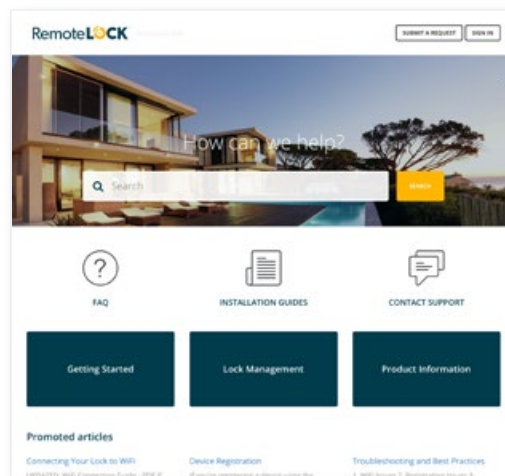 RemoteLOCK
SUBMIT A REQUEST SIGN IN
How can we help?
Search SEARCH
FAQ INSTALLATION GUIDES CONTACT SUPPORT
Getting Started Lock Management Product Information
Promoted articles
Connecting Your Lock to WiFi Device Registration Troubleshooting and Best Practices